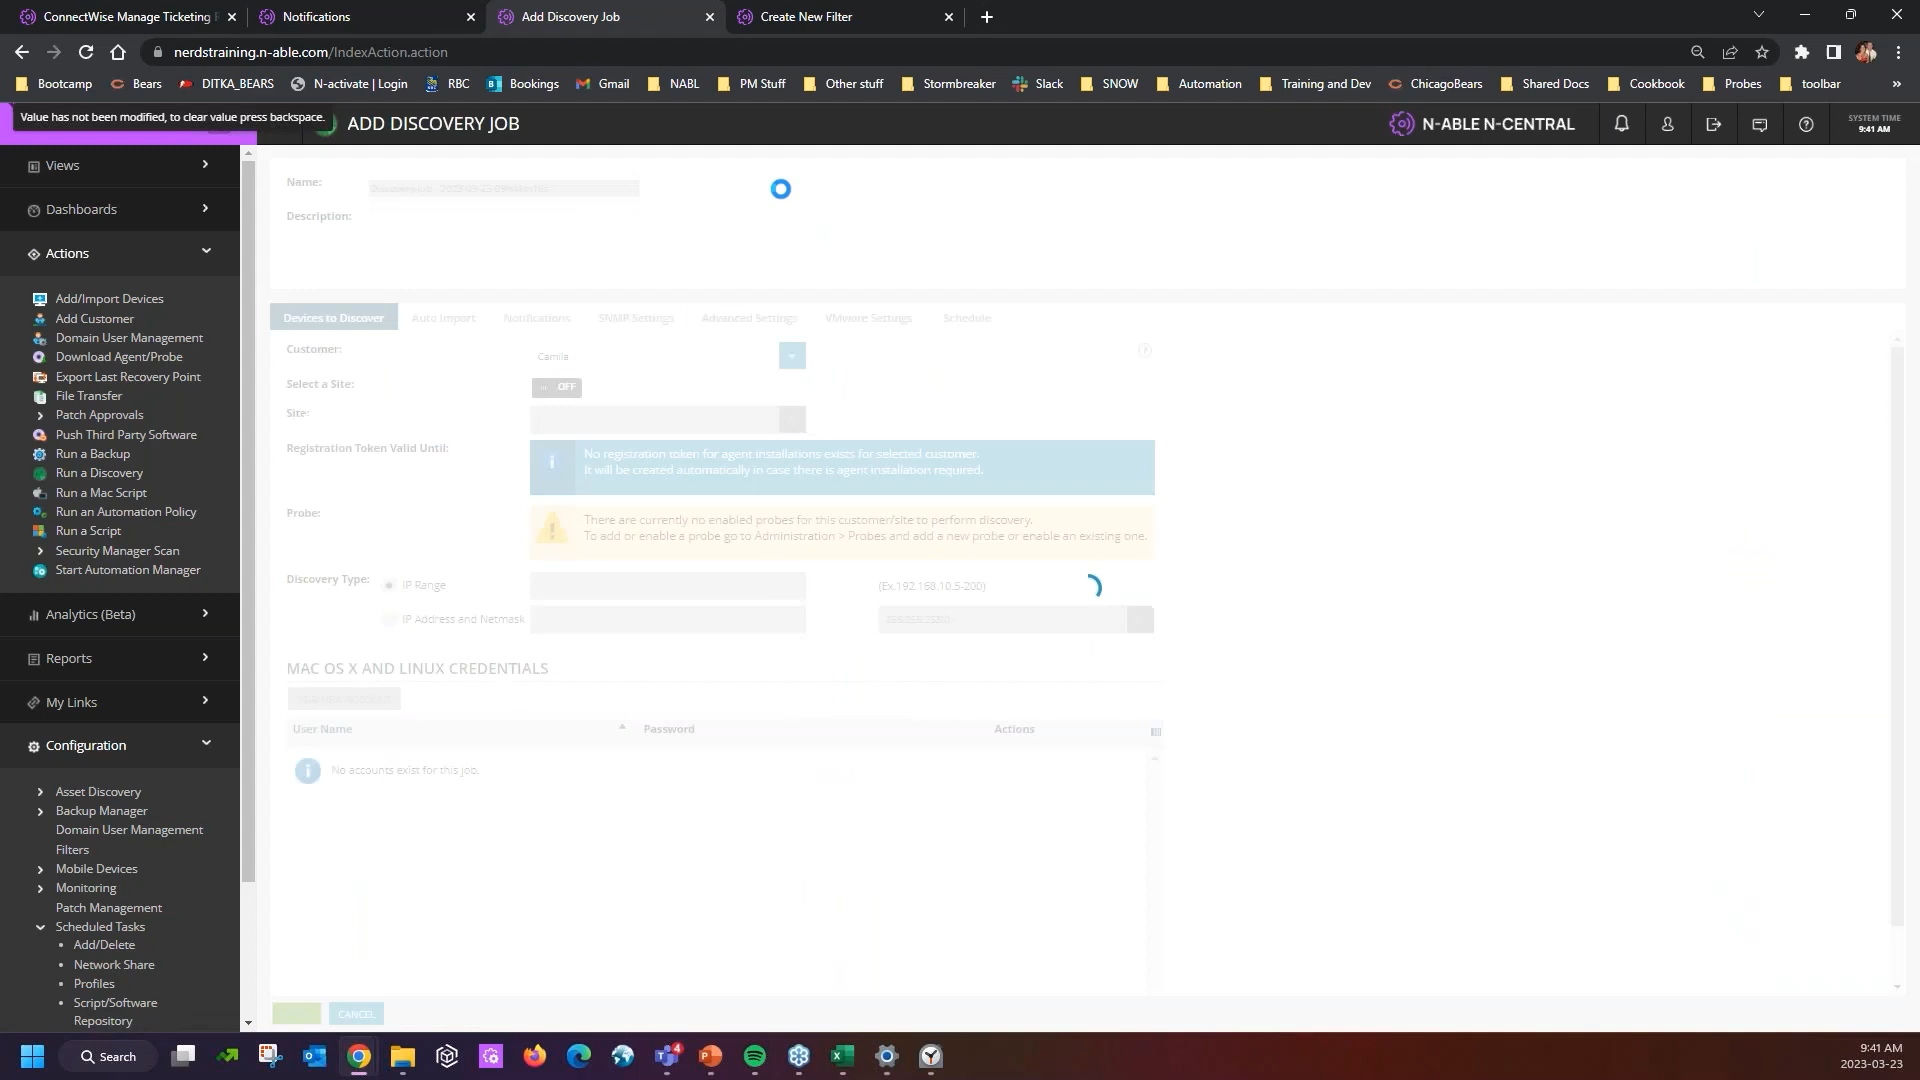 ConnectWise Manage Ticketing
Notifications
Add Discovery Job
Create New Filter
nerdstraining.n-able.com/IndexAction.action
Bootcamp
Bears
DITKA_BEARS
N-activate | Login
RBC
Bookings
Gmail
NABL
PM Stuff
Other stuff
Stormbreaker
Slack
SNOW
Automation
Training and Dev
ChicagoBears
Shared Docs
Cookbook
Probes
toolbar
»
Value has not been modified, to clear value press backspace.
ADD DISCOVERY JOB
N-ABLE N-CENTRAL
SYSTEM TIME
9:41 AM
Views
Dashboards
Actions
Add/Import Devices
Add Customer
Domain User Management
Download Agent/Probe
Export Last Recovery Point
File Transfer
Patch Approvals
Push Third Party Software
Run a Backup
Run a Discovery
Run a Mac Script
Run an Automation Policy
Run a Script
Security Manager Scan
Start Automation Manager
Analytics (Beta)
Reports
My Links
Configuration
Asset Discovery
Backup Manager
Domain User Management
Filters
Mobile Devices
Monitoring
Patch Management
Scheduled Tasks
Add/Delete
Network Share
Profiles
Script/Software
Repository
Name:
Description:
Devices to Discover
Auto Import
Notifications
SNMP Settings
Advanced Settings
VMware Settings
Schedule
Customer:
Camila
Select a Site:
OFF
Site:
Registration Token Valid Until:
No registration token for agent installations exists for selected customer.
It will be created automatically in case there is agent installation required.
Probe:
There are currently no enabled probes for this customer/site to perform discovery.
To add or enable a probe go to Administration > Probes and add a new probe or enable an existing one.
Discovery Type:
IP Range
(Ex.192.168.10.5-200)
IP Address and Netmask
MAC OS X AND LINUX CREDENTIALS
User Name
Password
Actions
No accounts exist for this job.
CANCEL
Search
4
9:41 AM
2023-03-23